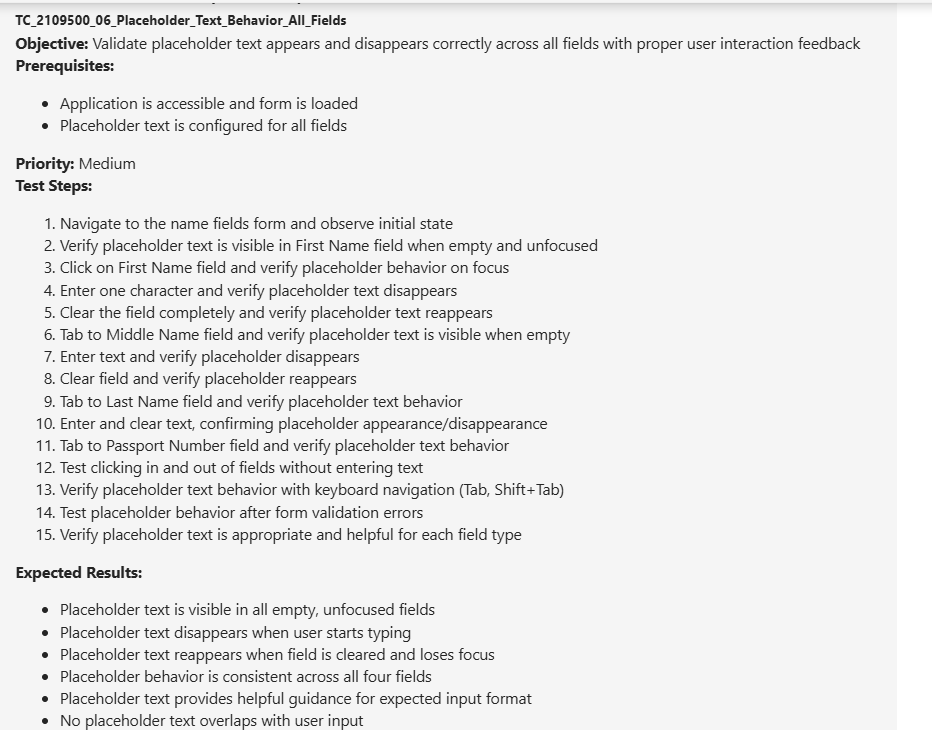 TC_2109500_06_Placeholder_Text_Behavior_All_Fields
Objective: Validate placeholder text appears and disappears correctly across all fields with proper user interaction feedback
Prerequisites:
• Application is accessible and form is loaded
• Placeholder text is configured for all fields
Priority: Medium
Test Steps:
1. Navigate to the name fields form and observe initial state
2. Verify placeholder text is visible in First Name field when empty and unfocused
3. Click on First Name field and verify placeholder behavior on focus
4. Enter one character and verify placeholder text disappears
5. Clear the field completely and verify placeholder text reappears
6. Tab to Middle Name field and verify placeholder text is visible when empty
7. Enter text and verify placeholder disappears
8. Clear field and verify placeholder reappears
9. Tab to Last Name field and verify placeholder text behavior
10. Enter and clear text, confirming placeholder appearance/disappearance
11. Tab to Passport Number field and verify placeholder text behavior
12. Test clicking in and out of fields without entering text
13. Verify placeholder text behavior with keyboard navigation (Tab, Shift+Tab)
14. Test placeholder behavior after form validation errors
15. Verify placeholder text is appropriate and helpful for each field type
Expected Results:
• Placeholder text is visible in all empty, unfocused fields
• Placeholder text disappears when user starts typing
• Placeholder text reappears when field is cleared and loses focus
• Placeholder behavior is consistent across all four fields
• Placeholder text provides helpful guidance for expected input format
• No placeholder text overlaps with user input